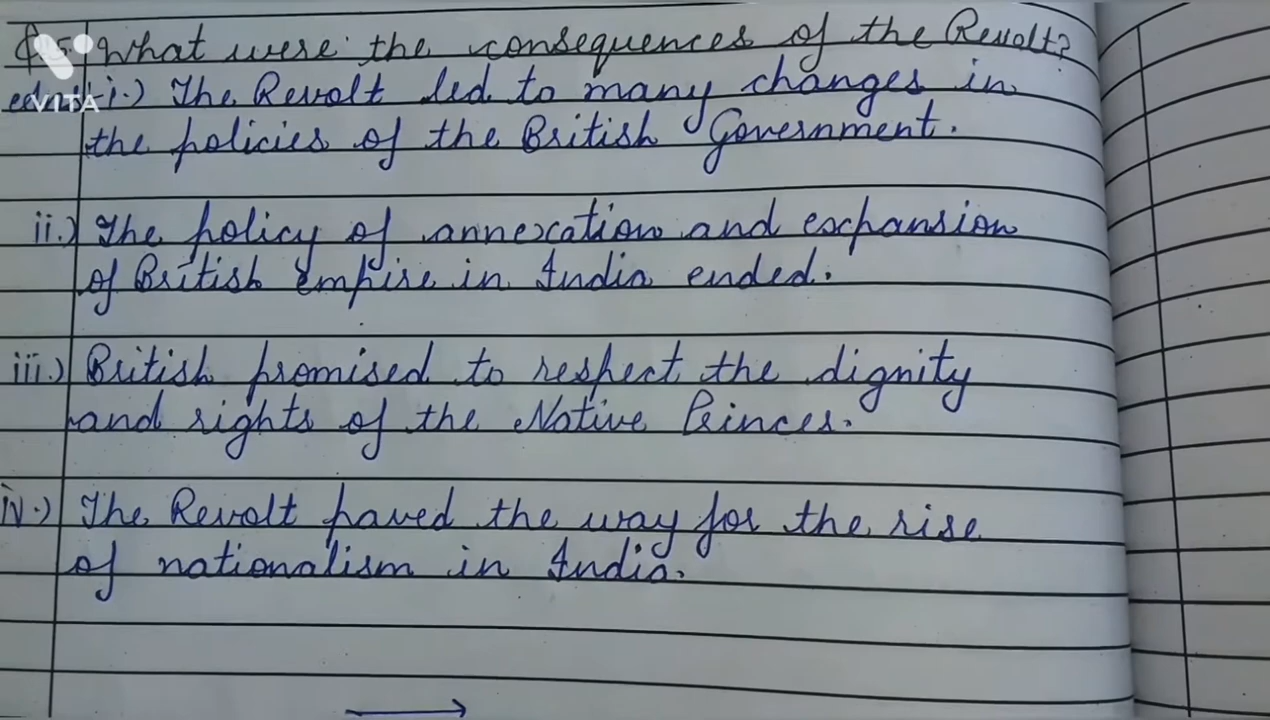 Q5. What were the consequences of the Revolt?
i.) The Revolt led to many changes in
the policies of the British Government.
ii.) The policy of annexation and expansion
of British empire in India ended.
iii.) British promised to respect the dignity
and rights of the Native Princes.
iv.) The Revolt paved the way for the rise
of nationalism in India.
VITA